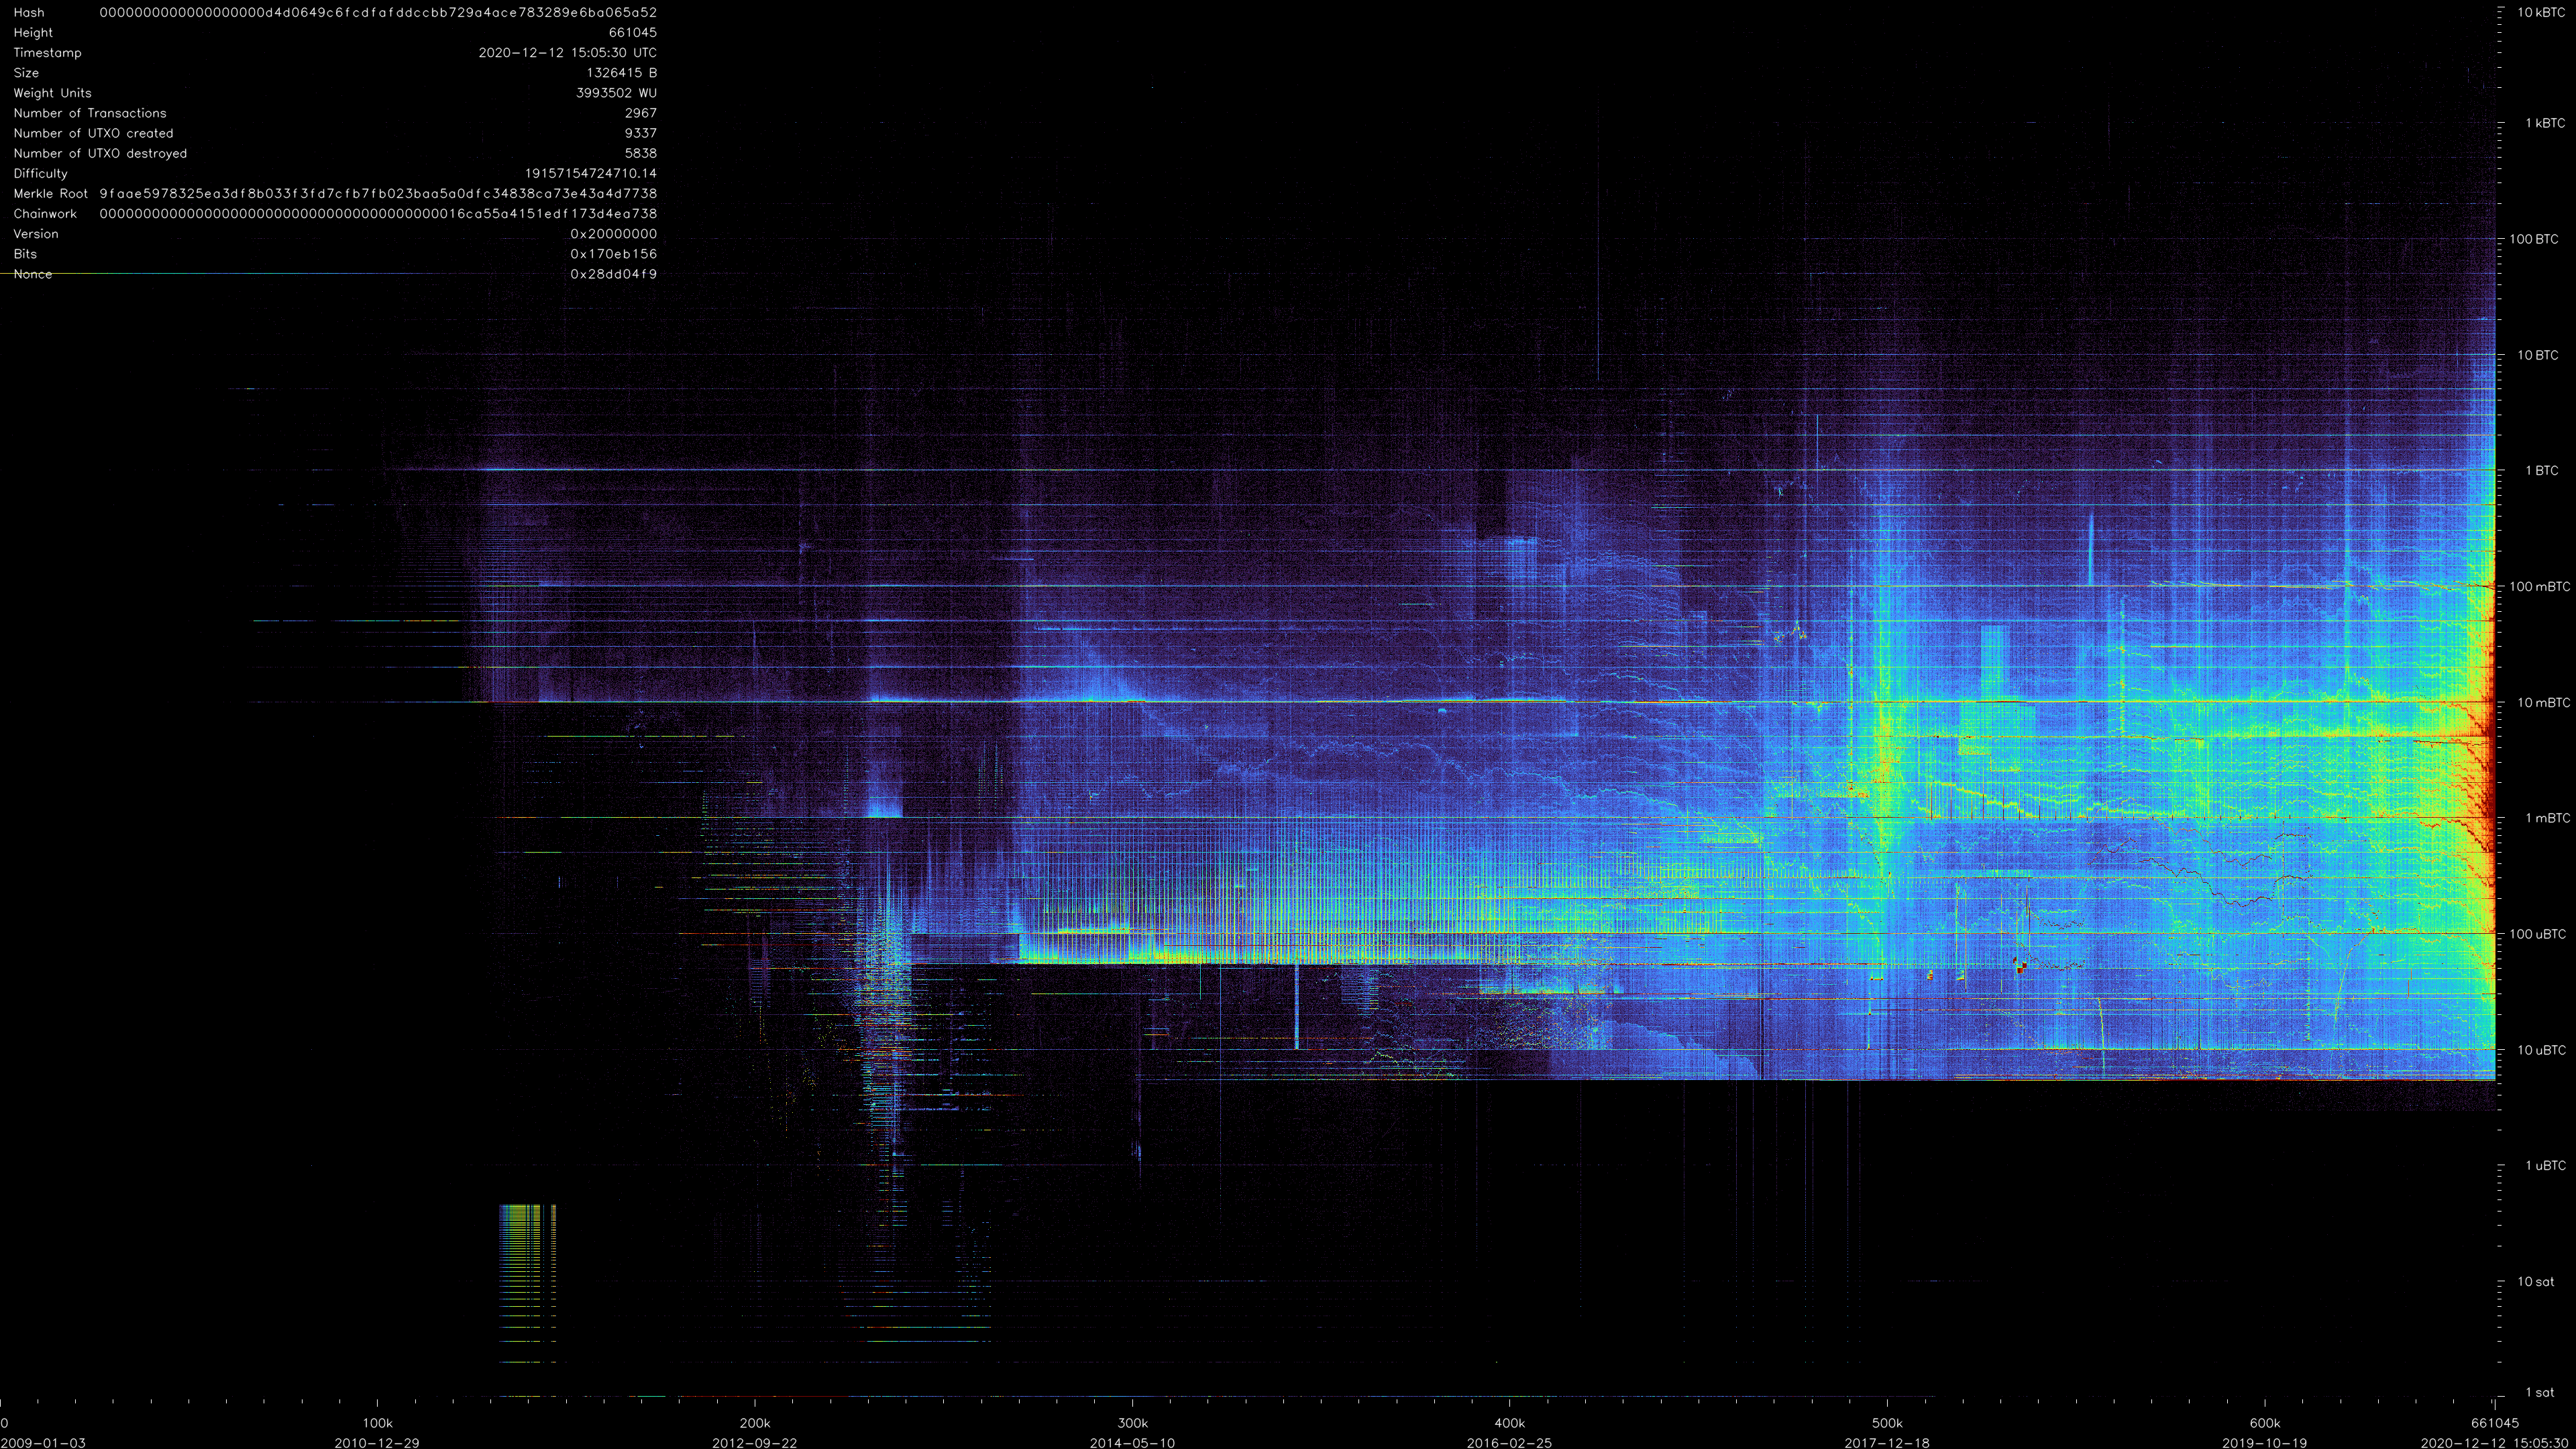 Hash 0000000000000000000d4d0649c6fcdfafddccbb729a4ace783289e6ba065a52
Height 661045
Timestamp 2020-12-12 15:05:30 UTC
Size 1326415 B
Weight Units 3993502 WU
Number of Transactions 2967
Number of UTXO created 9337
Number of UTXO destroyed 5838
Difficulty 19157154724710.14
Merkle Root 9faae5978325ea3df8b033f3fd7cfb7fb023baa5a0dfc34838ca73e43a4d7738
Chainwork 0000000000000000000000000000000000000000016ca55a4151edf173d4ea738
Version 0x20000000
Bits 0x170eb156
Nonce 0x28dd04f9
10 kBTC
1 kBTC
100 BTC
10 BTC
1 BTC
100 mBTC
10 mBTC
1 mBTC
100 uBTC
10 uBTC
1 uBTC
10 sat
1 sat
0 100k 200k 300k 400k 500k 600k 661045
2009-01-03 2010-12-29 2012-09-22 2014-05-10 2016-02-25 2017-12-18 2019-10-19 2020-12-12 15:05:30